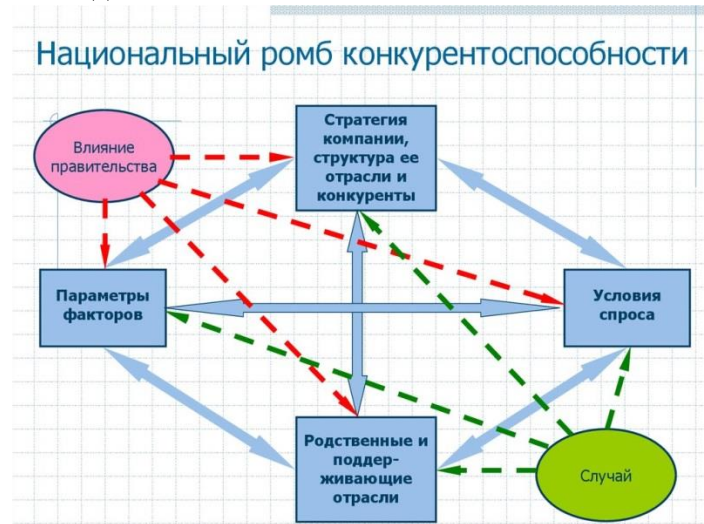 Национальный ромб конкурентоспособности
Влияние
правительства
Стратегия
компании,
структура ее
отрасли и
конкуренты
Параметры
факторов
Условия
спроса
Родственные и
поддер-
живающие
отрасли
Случай